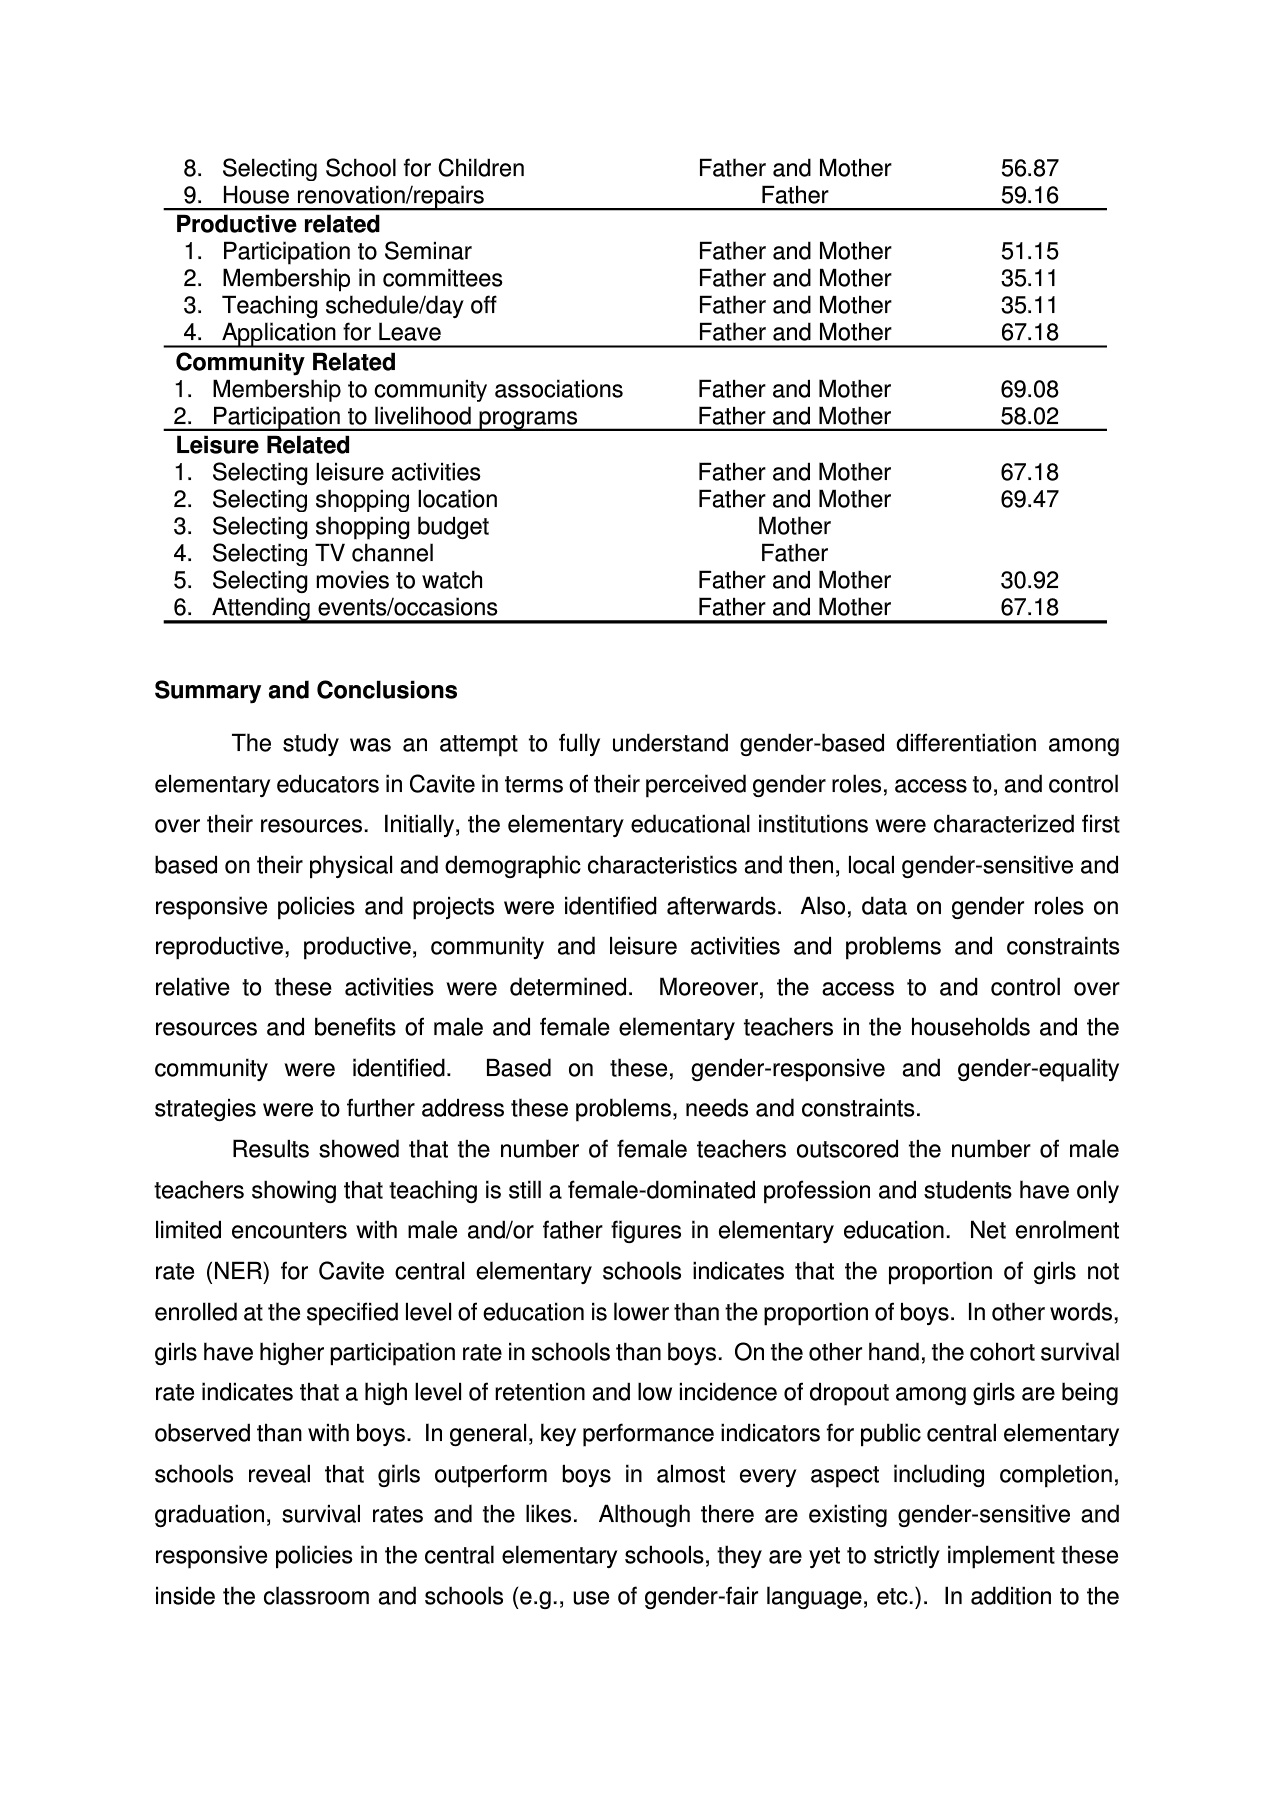 8. Selecting School for Children Father and Mother 56.87
9. House renovation/repairs Father 59.16
Productive related
1. Participation to Seminar Father and Mother 51.15
2. Membership in committees Father and Mother 35.11
3. Teaching schedule/day off Father and Mother 35.11
4. Application for Leave Father and Mother 67.18
Community Related
1. Membership to community associations Father and Mother 69.08
2. Participation to livelihood programs Father and Mother 58.02
Leisure Related
1. Selecting leisure activities Father and Mother 67.18
2. Selecting shopping location Father and Mother 69.47
3. Selecting shopping budget Mother
4. Selecting TV channel Father
5. Selecting movies to watch Father and Mother 30.92
6. Attending events/occasions Father and Mother 67.18
Summary and Conclusions
The study was an attempt to fully understand gender-based differentiation among
elementary educators in Cavite in terms of their perceived gender roles, access to, and control
over their resources. Initially, the elementary educational institutions were characterized first
based on their physical and demographic characteristics and then, local gender-sensitive and
responsive policies and projects were identified afterwards. Also, data on gender roles on
reproductive, productive, community and leisure activities and problems and constraints
relative to these activities were determined. Moreover, the access to and control over
resources and benefits of male and female elementary teachers in the households and the
community were identified. Based on these, gender-responsive and gender-equality
strategies were to further address these problems, needs and constraints.
Results showed that the number of female teachers outscored the number of male
teachers showing that teaching is still a female-dominated profession and students have only
limited encounters with male and/or father figures in elementary education. Net enrolment
rate (NER) for Cavite central elementary schools indicates that the proportion of girls not
enrolled at the specified level of education is lower than the proportion of boys. In other words,
girls have higher participation rate in schools than boys. On the other hand, the cohort survival
rate indicates that a high level of retention and low incidence of dropout among girls are being
observed than with boys. In general, key performance indicators for public central elementary
schools reveal that girls outperform boys in almost every aspect including completion,
graduation, survival rates and the likes. Although there are existing gender-sensitive and
responsive policies in the central elementary schools, they are yet to strictly implement these
inside the classroom and schools (e.g., use of gender-fair language, etc.). In addition to the